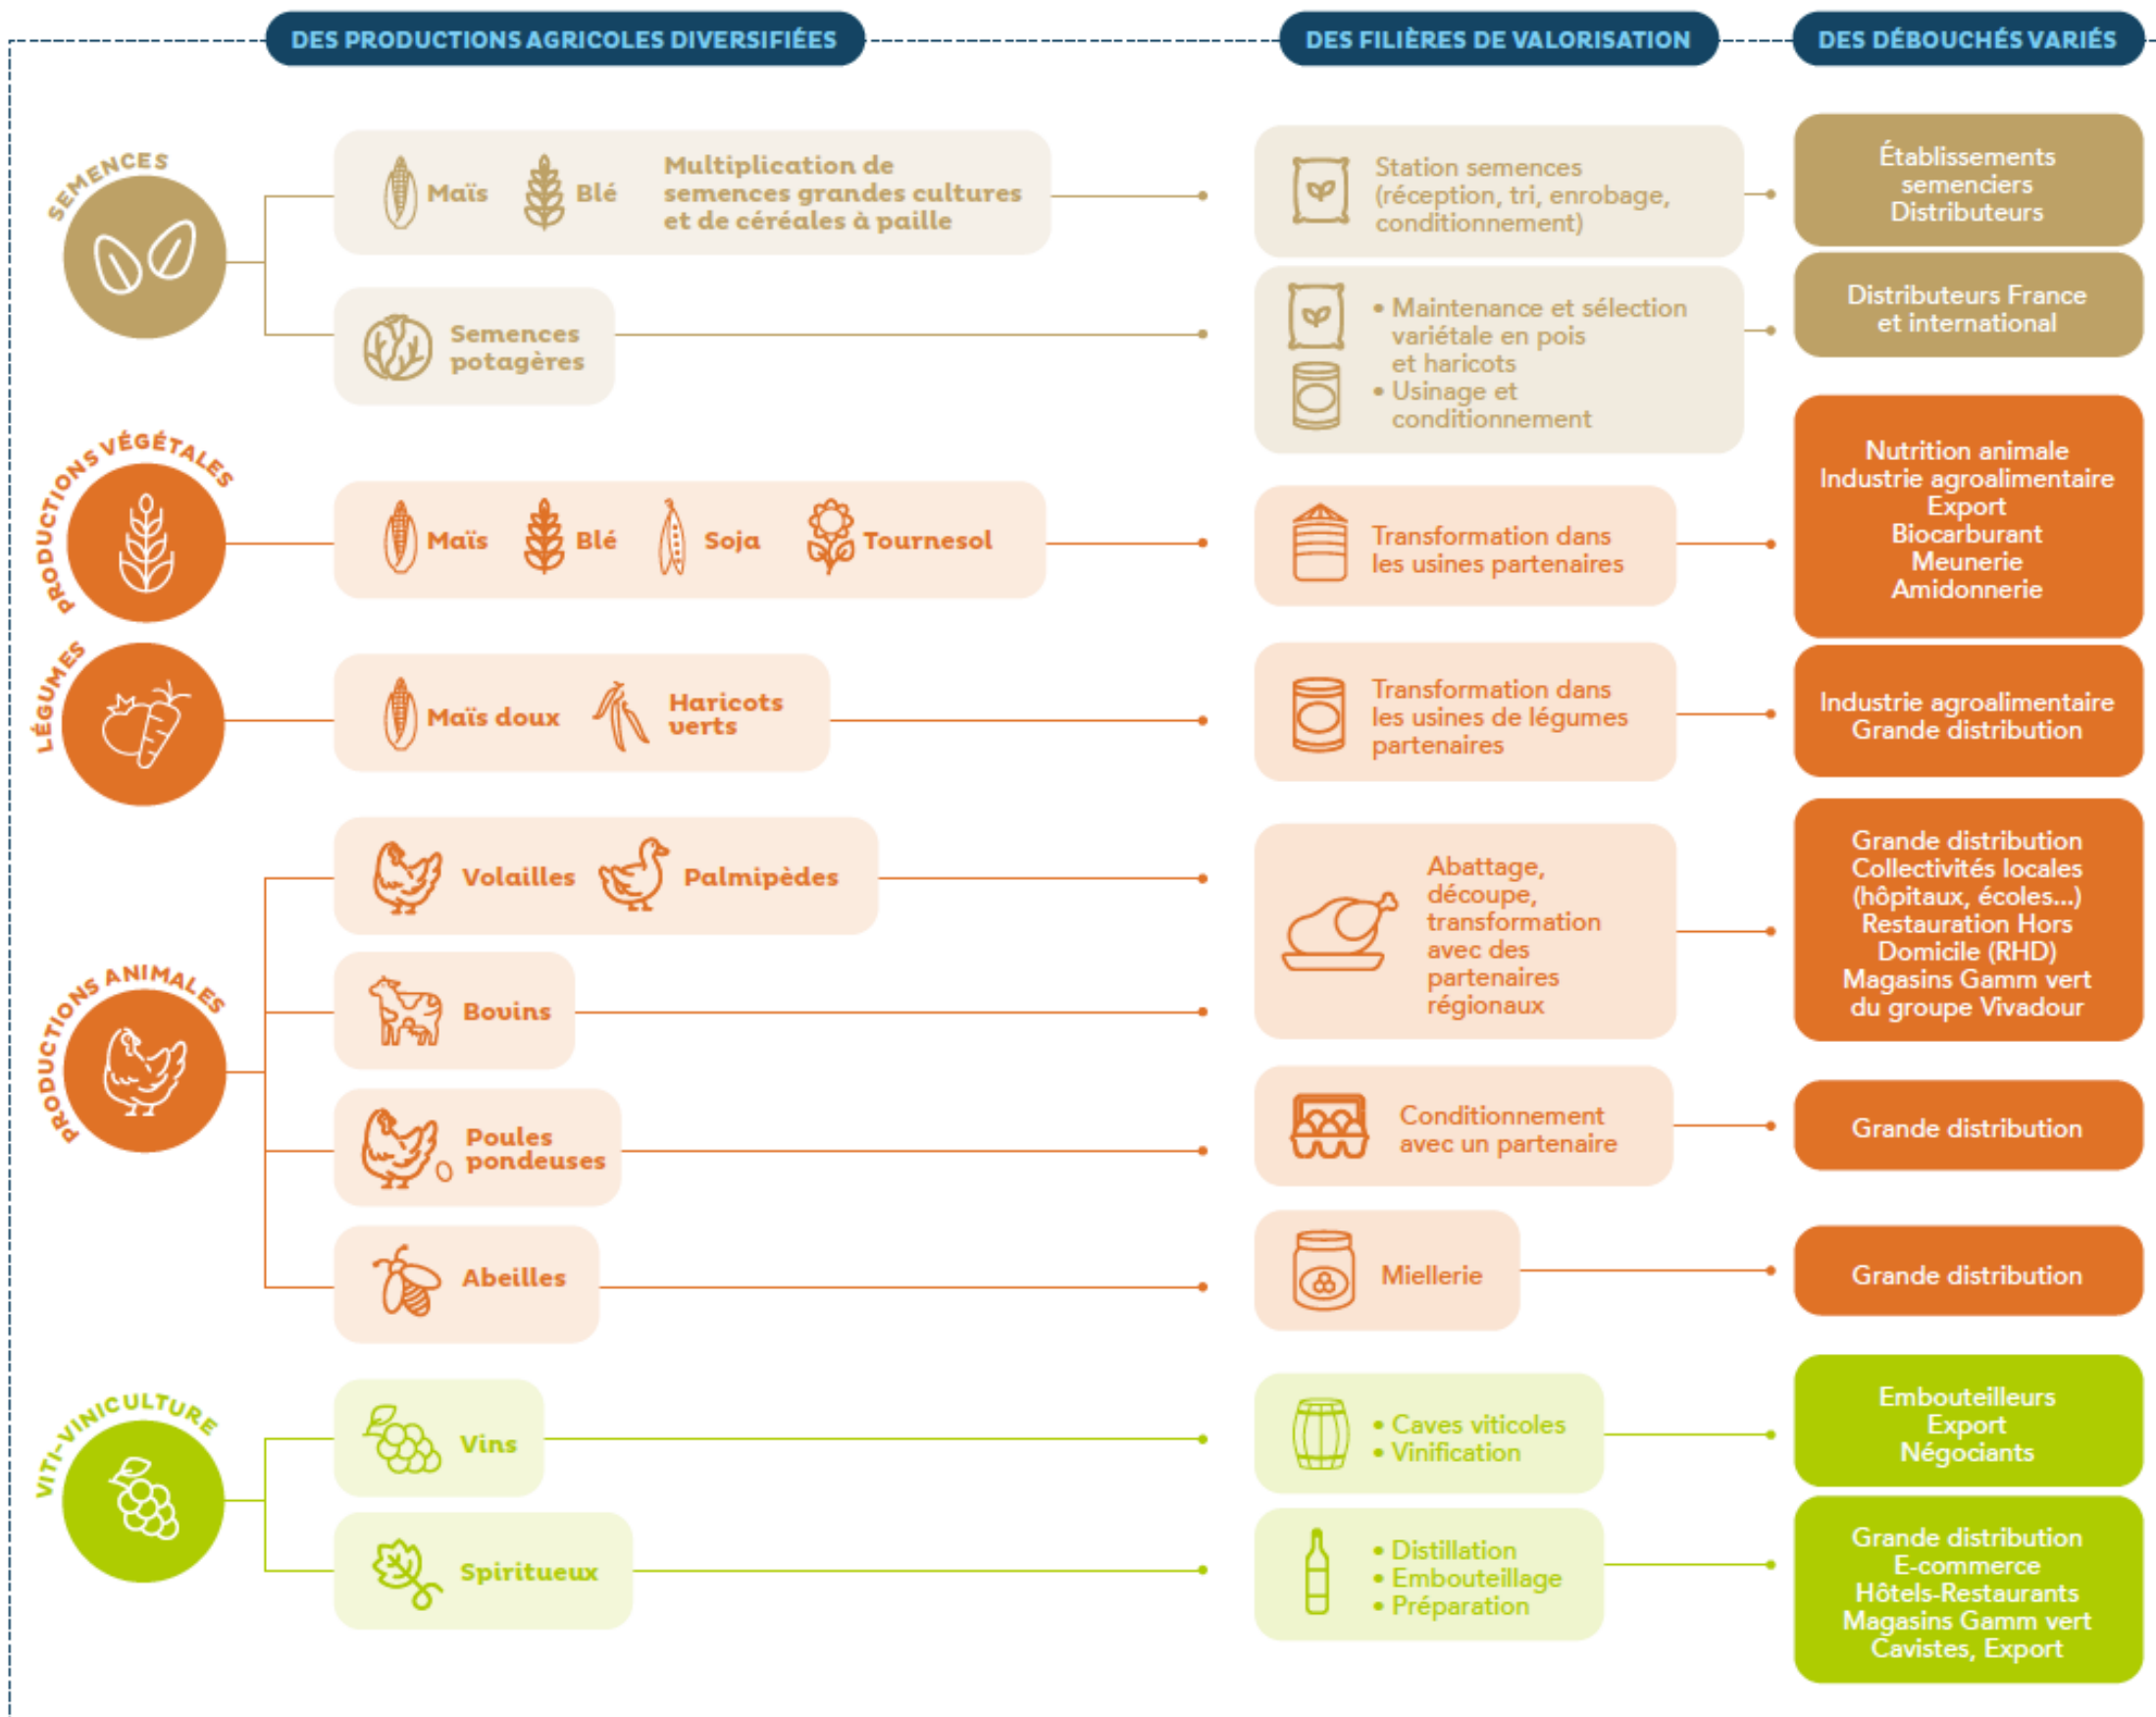 DES PRODUCTIONS AGRICOLES DIVERSIFIÉES
DES FILIÈRES DE VALORISATION
DES DÉBOUCHÉS VARIÉS
SEMENCES
Maïs
Blé
Multiplication de
semences grandes cultures
et de céréales à paille
Station semences
(réception, tri, enrobage,
conditionnement)
Établissements
semenciers
Distributeurs
Semences
potagères
• Maintenance et sélection
variétale en pois
et haricots
• Usinage et
conditionnement
Distributeurs France
et international
PRODUCTIONS VÉGÉTALES
Maïs
Blé
Soja
Tournesol
Transformation dans
les usines partenaires
Nutrition animale
Industrie agroalimentaire
Export
Biocarburant
Meunerie
Amidonnerie
LÉGUMES
Maïs doux
Haricots
verts
Transformation dans
les usines de légumes
partenaires
Industrie agroalimentaire
Grande distribution
PRODUCTIONS ANIMALES
Volailles
Palmipèdes
Bovins
Abattage,
découpe,
transformation
avec des
partenaires
régionaux
Grande distribution
Collectivités locales
(hôpitaux, écoles...)
Restauration Hors
Domicile (RHD)
Magasins Gamm vert
du groupe Vivadour
Poules
pondeuses
Conditionnement
avec un partenaire
Grande distribution
Abeilles
Miellerie
Grande distribution
VITI-VINICULTURE
Vins
• Caves viticoles
• Vinification
Embouteilleurs
Export
Négociants
Spiritueux
• Distillation
• Embouteillage
• Préparation
Grande distribution
E-commerce
Hôtels-Restaurants
Magasins Gamm vert
Cavistes, Export